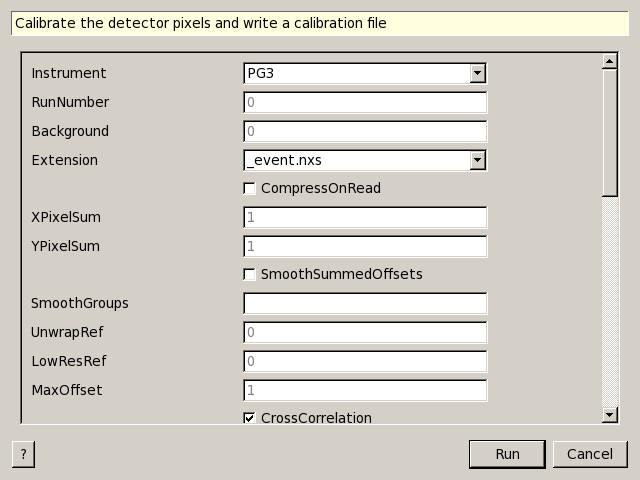 Calibrate the detector pixels and write a calibration file
Instrument PG3
RunNumber 0
Background 0
Extension _event.nxs
CompressOnRead
XPixelSum 1
YPixelSum 1
SmoothSummedOffsets
SmoothGroups
UnwrapRef 0
LowResRef 0
MaxOffset 1
CrossCorrelation
? Run Cancel